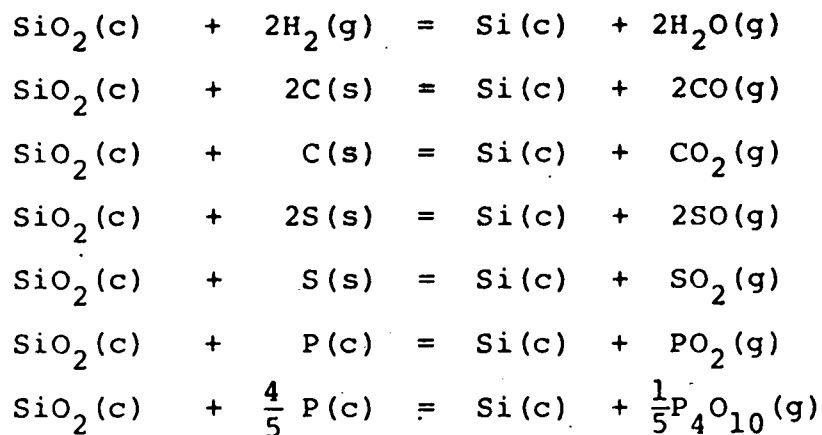 SiO2(c) + 2H2(g) = Si(c) + 2H2O(g)
SiO2(c) + 2C(s) = Si(c) + 2CO(g)
SiO2(c) + C(s) = Si(c) + CO2(g)
SiO2(c) + 2S(s) = Si(c) + 2SO(g)
SiO2(c) + S(s) = Si(c) + SO2(g)
SiO2(c) + P(c) = Si(c) + PO2(g)
SiO2(c) + 4/5 P(c) = Si(c) + 1/5P4O10(g)